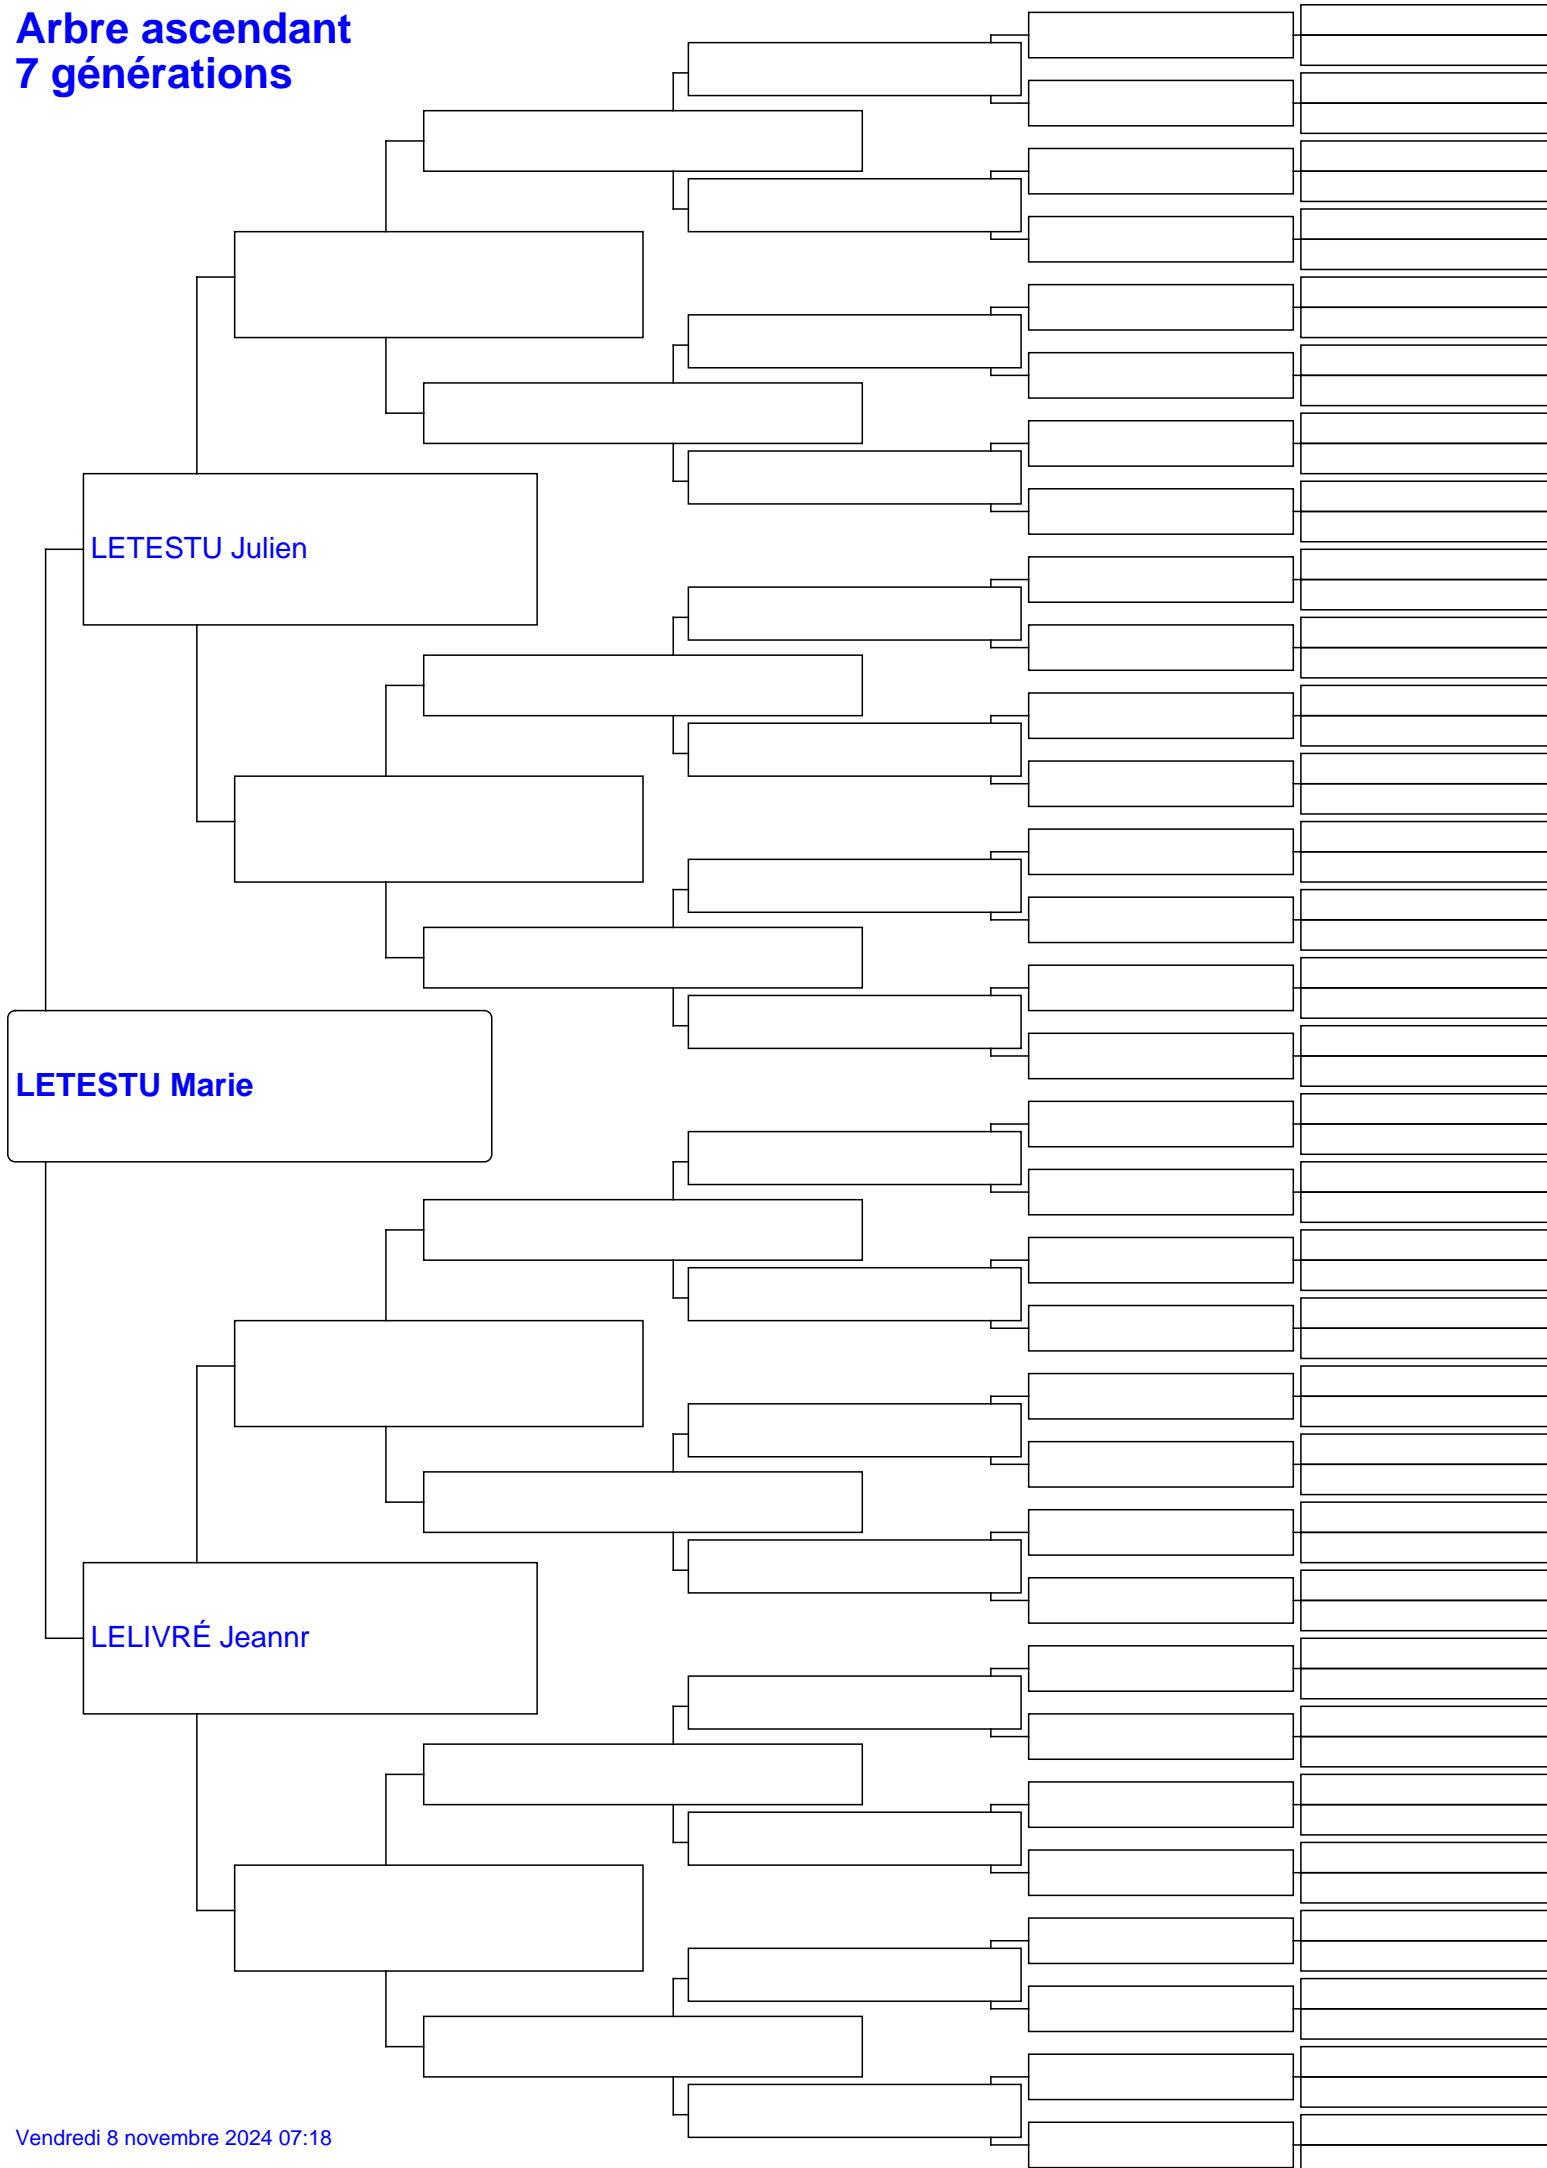 Arbre ascendant
7 générations
LETESTU Julien
LETESTU Marie
LELIVRÉ Jeannr
Vendredi 8 novembre 2024 07:18